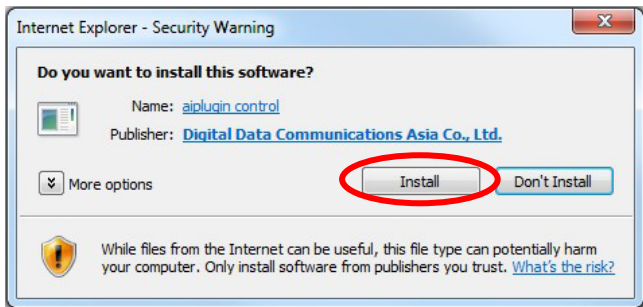 Internet Explorer - Security Warning
Do you want to install this software?
Name: aiplugin control
Publisher: Digital Data Communications Asia Co., Ltd.
More options
Install
Don't Install
While files from the Internet can be useful, this file type can potentially harm
your computer. Only install software from publishers you trust. What's the risk?